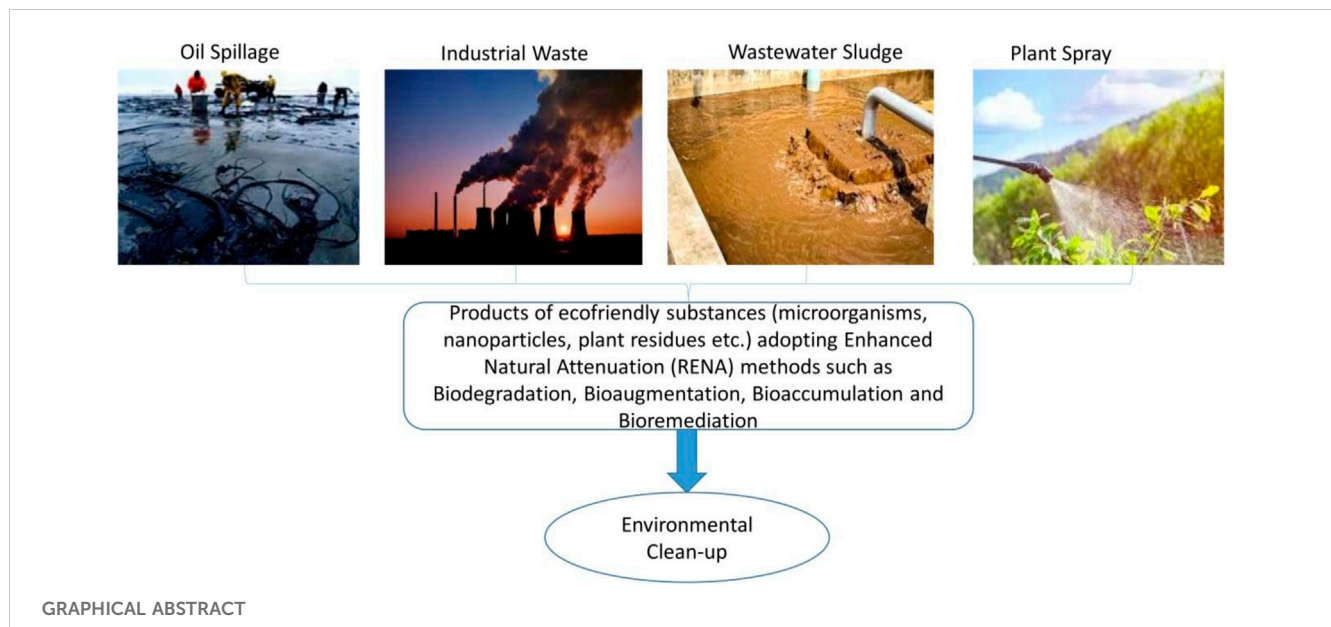 Oil Spillage
Industrial Waste
Wastewater Sludge
Plant Spray
Products of ecofriendly substances (microorganisms,
nanoparticles, plant residues etc.) adopting Enhanced
Natural Attenuation (RENA) methods such as
Biodegradation, Bioaugmentation, Bioaccumulation and
Bioremediation
Environmental
Clean-up
GRAPHICAL ABSTRACT